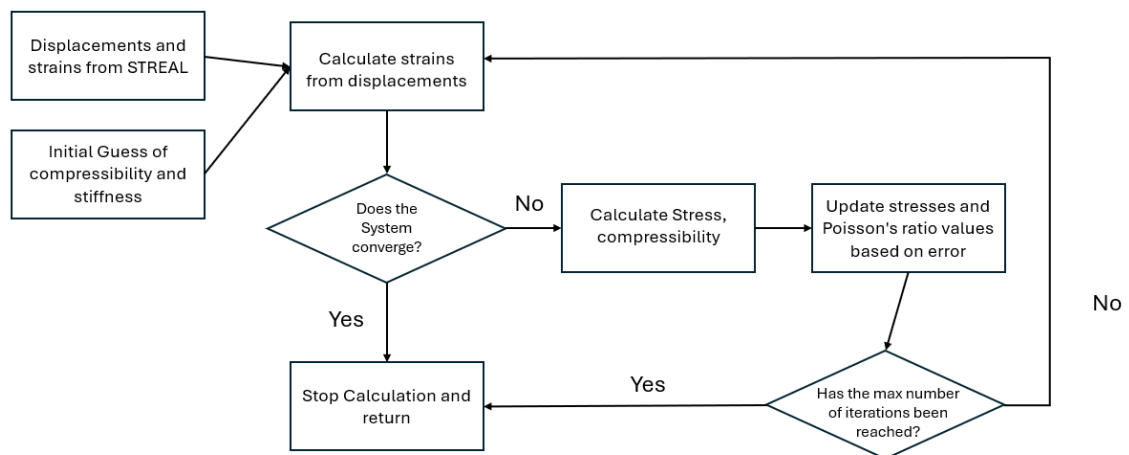 Displacements and
strains from STREAL
Initial Guess of
compressibility and
stiffness
Calculate strains
from displacements
Does the
System
converge?
No
Calculate Stress,
compressibility
Update stresses and
Poisson's ratio values
based on error
No
Yes
Stop Calculation and
return
Yes
Has the max number
of iterations been
reached?